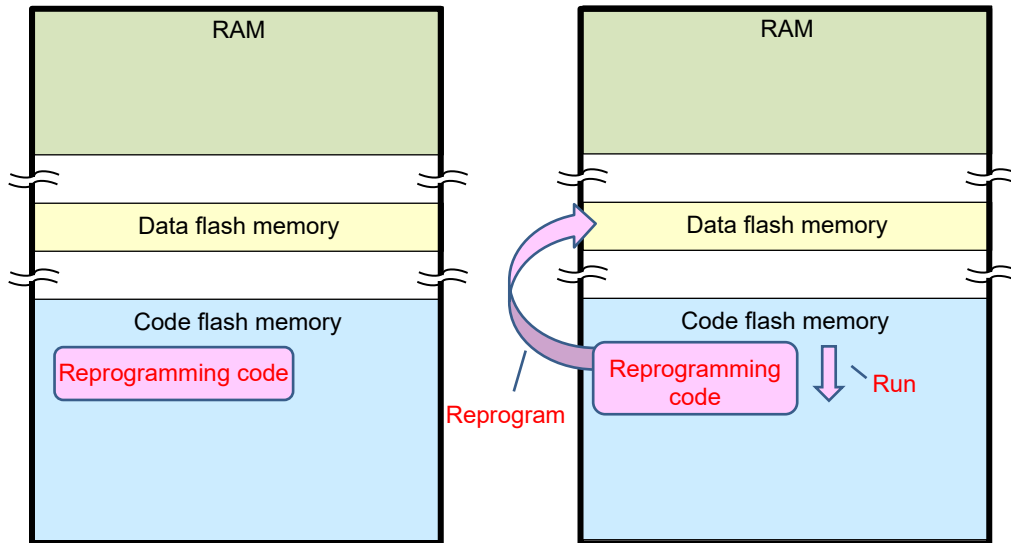 RAM
Data flash memory
Code flash memory
Reprogramming code
RAM
Data flash memory
Code flash memory
Reprogramming
code
Run
Reprogram